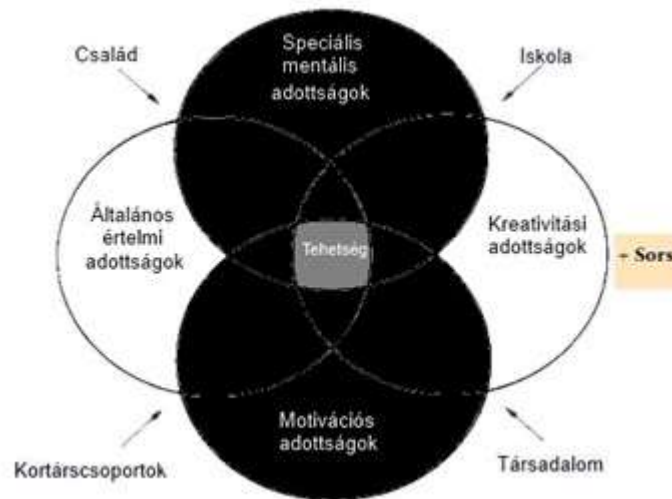 Speciális
mentális
adottságok
Család
Iskola
Általános
értelmi
adottságok
Tehetség
Kreativitási
adottságok
+ Sors
Motivációs
adottságok
Kortárscsoportok
Társadalom